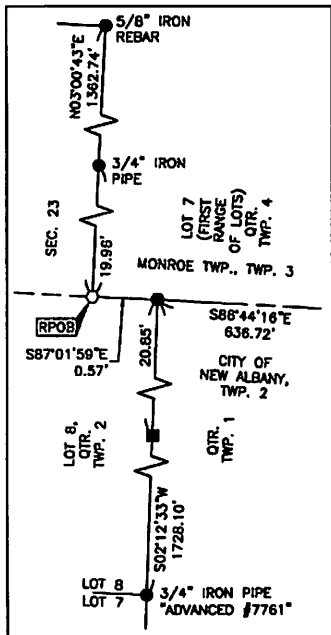 5/8" IRON
REBAR
N03°00'43"E
1362.74'
3/4" IRON
PIPE
SEC. 23
LOT 7
(FIRST
RANGE
OF LOTS)
QTR.
TWP. 4
19.96'
MONROE TWP., TWP. 3
RPOB
S86°44'16"E
636.72'
S87°01'59"E
0.57'
20.85'
CITY OF
NEW ALBANY,
TWP. 2
LOT 8,
QTR.
TWP. 2
QTR.
TWP. 1
S02°12'33"W
1728.10'
LOT 8
LOT 7
3/4" IRON PIPE
"ADVANCED #7761"